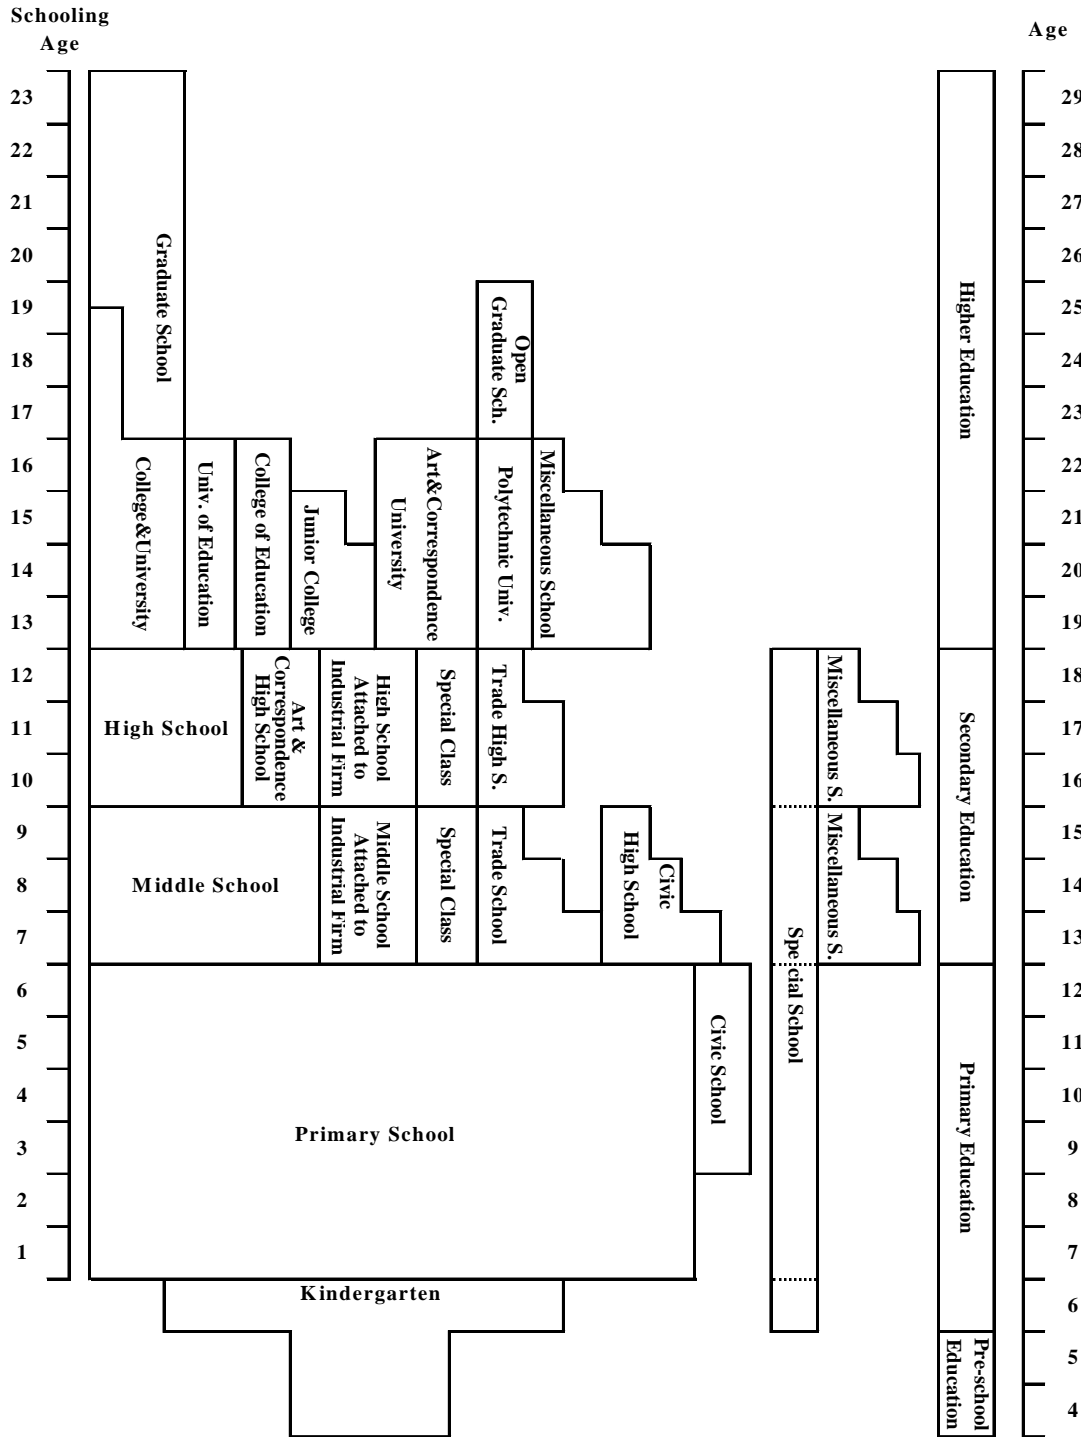 Schooling
Age
Age
23
22
21
20
19
18
17
16
15
14
13
12
11
10
9
8
7
6
5
4
3
2
1
Graduate School
Open
Graduate Sch.
College&University
Univ. of Education
College of Education
Junior College
Art&Correspondence
University
Polytechnic Univ.
Miscellaneous School
High School
Art &
Correspondence
High School
High School
Attached to
Industrial Firm
Special Class
Trade High S.
Miscellaneous S.
Middle School
Middle School
Attached to
Industrial Firm
Special Class
Trade School
Civic
High School
Miscellaneous S.
Special School
Primary School
Civic School
Kindergarten
Higher Education
Secondary Education
Primary Education
Pre-school
Education
29
28
27
26
25
24
23
22
21
20
19
18
17
16
15
14
13
12
11
10
9
8
7
6
5
4